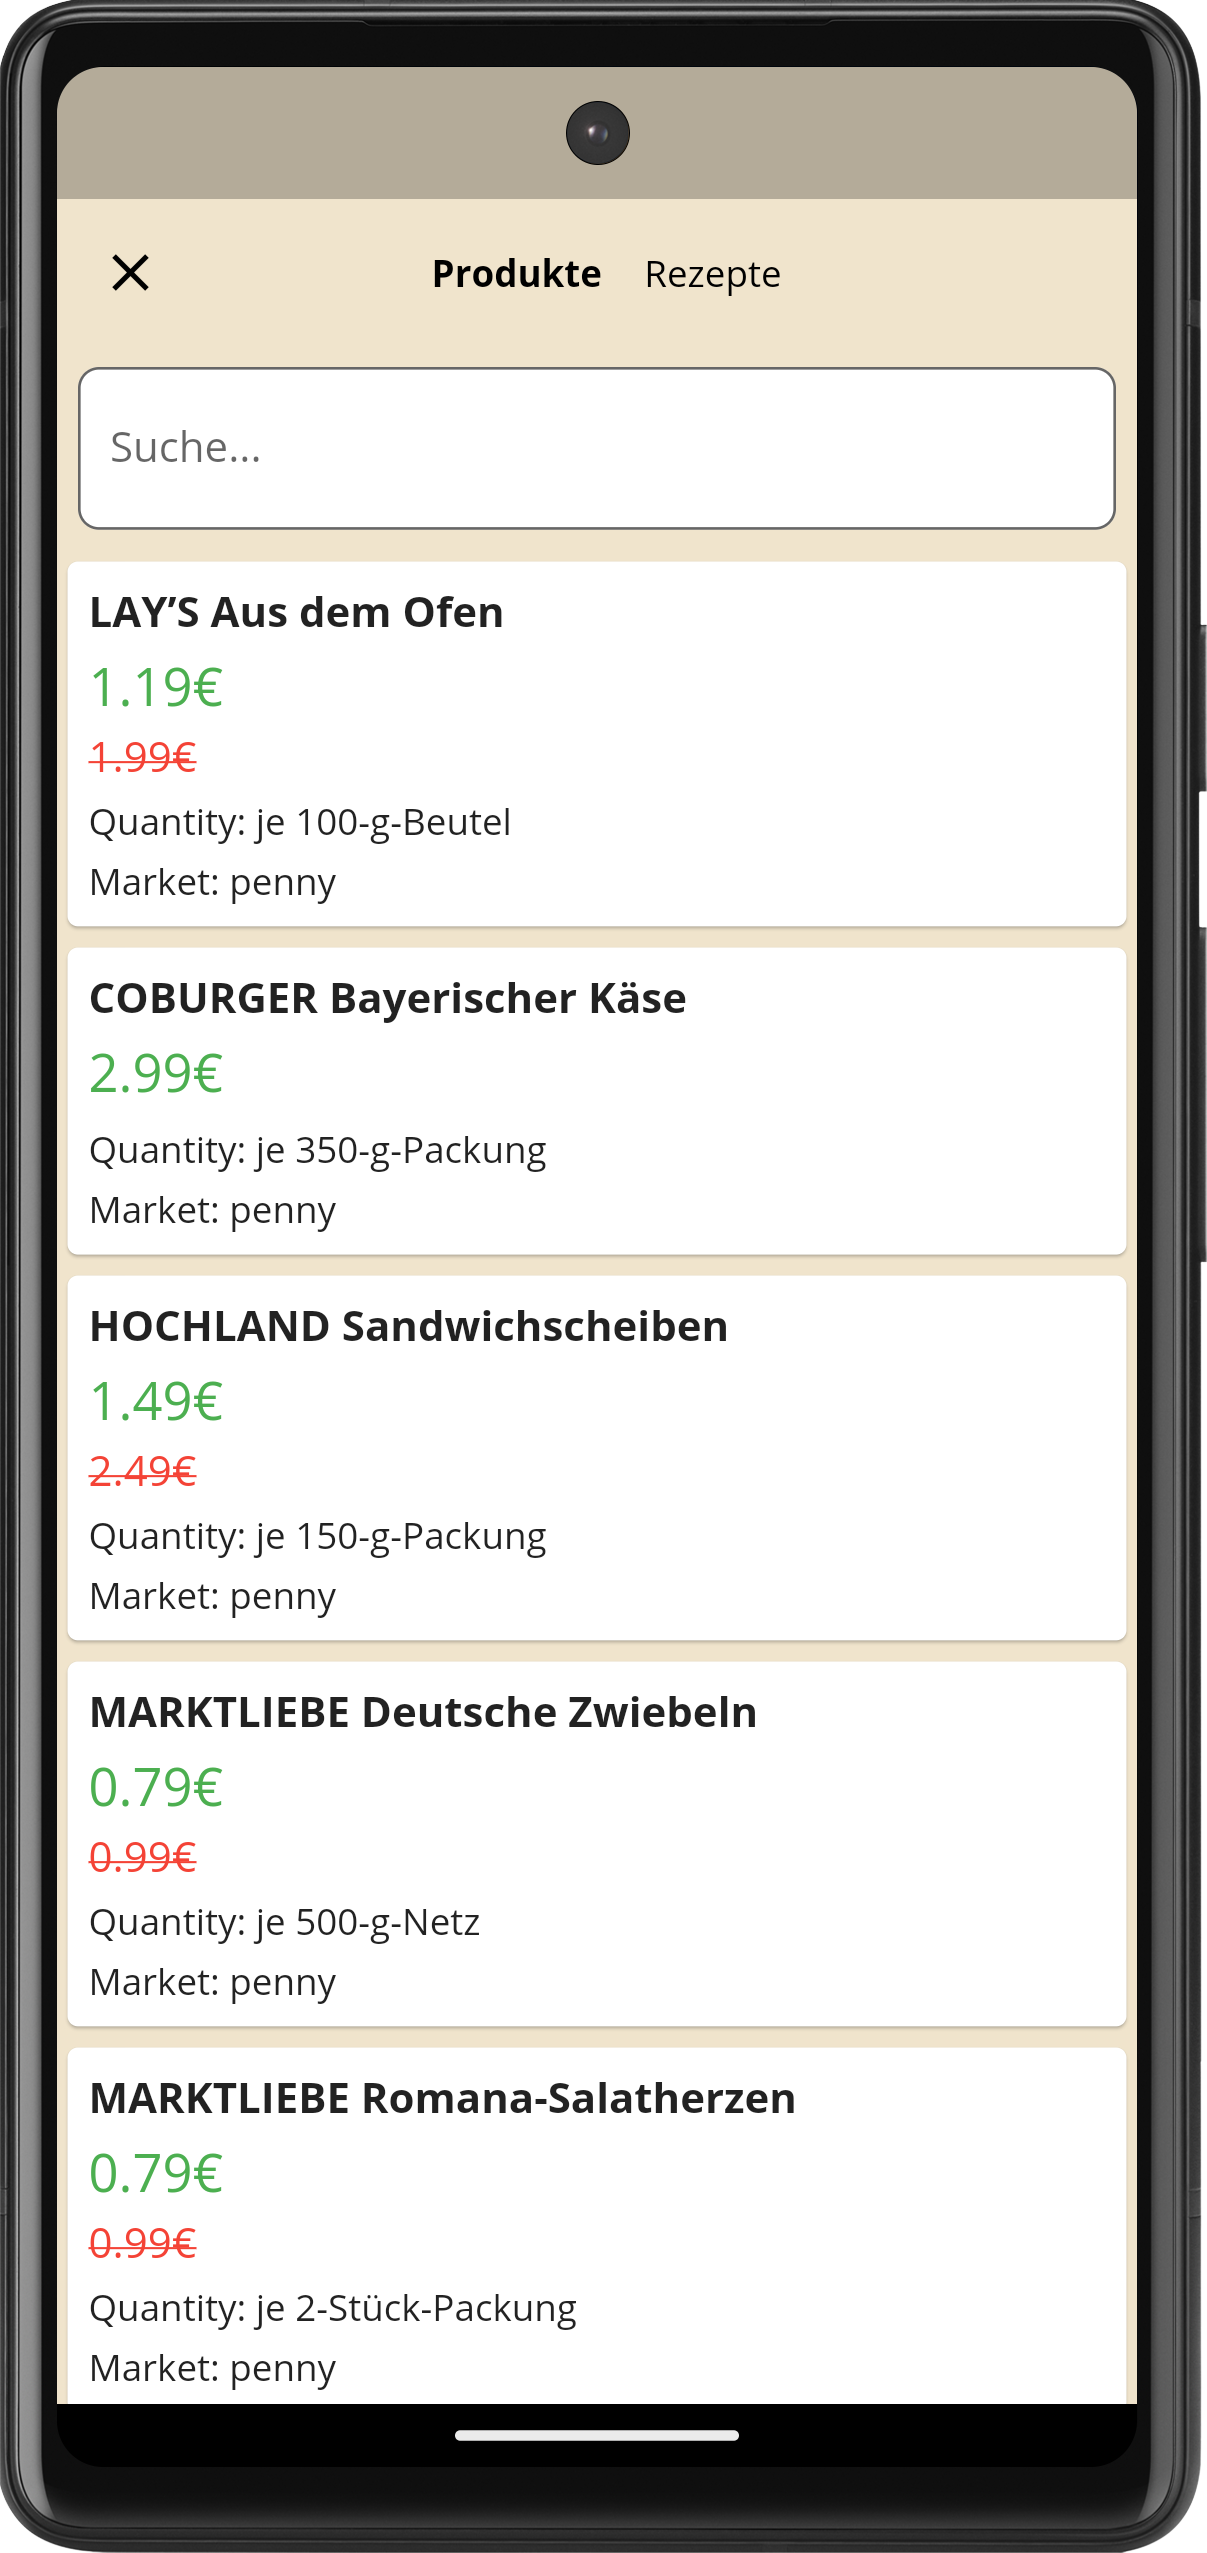 Produkte Rezepte
Suche...
LAY’S Aus dem Ofen
1.19€
1.99€
Quantity: je 100-g-Beutel
Market: penny
COBURGER Bayerischer Käse
2.99€
Quantity: je 350-g-Packung
Market: penny
HOCHLAND Sandwichscheiben
1.49€
2.49€
Quantity: je 150-g-Packung
Market: penny
MARKTLIEBE Deutsche Zwiebeln
0.79€
0.99€
Quantity: je 500-g-Netz
Market: penny
MARKTLIEBE Romana-Salatherzen
0.79€
0.99€
Quantity: je 2-Stück-Packung
Market: penny